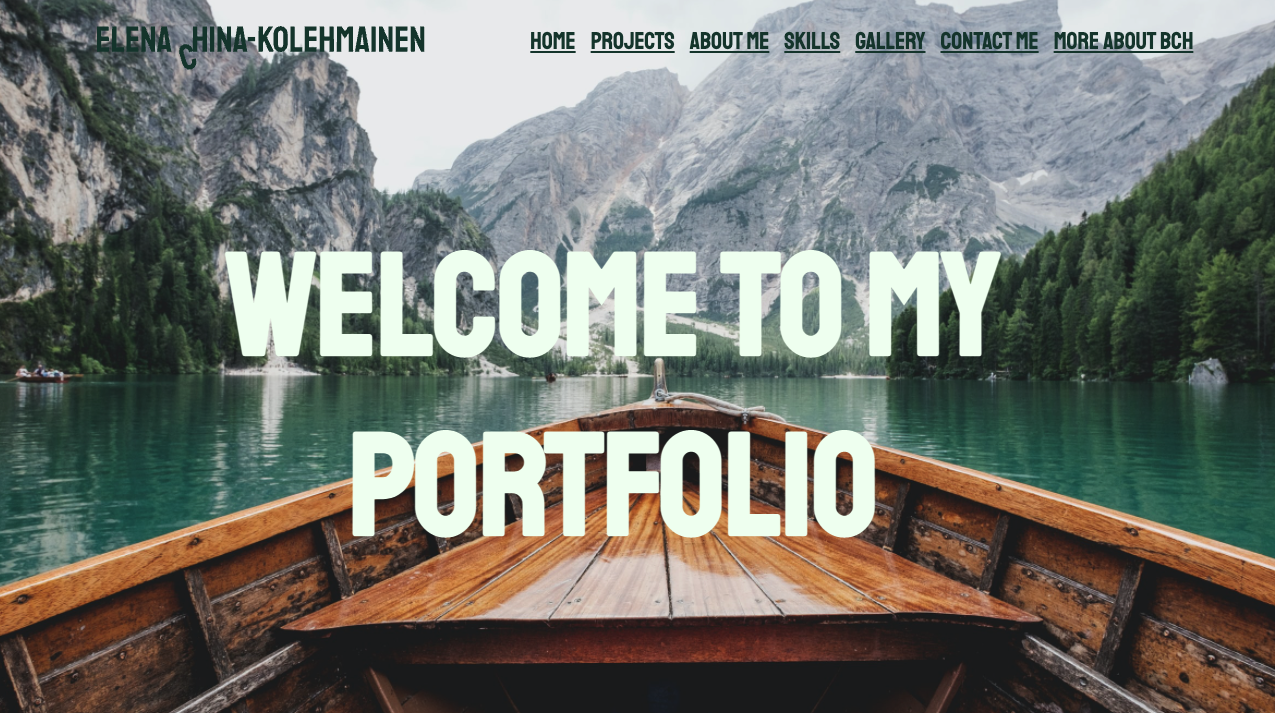 ELENA CHINA-KOLEHMAINEN
HOME PROJECTS ABOUT ME SKILLS GALLERY CONTACT ME MORE ABOUT BCH
WELCOME TO MY
PORTFOLIO